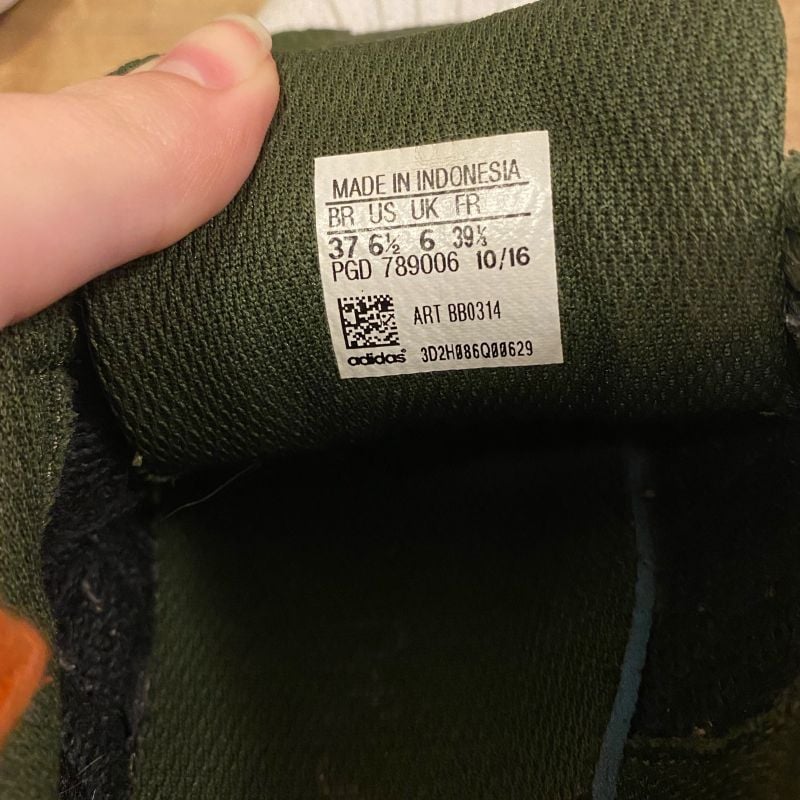 MADE IN INDONESIA
BR US UK FR
37 6½ 6 39⅓
PGD 789006 10/16
ART BB0314
adidas® 3D2H086Q00629